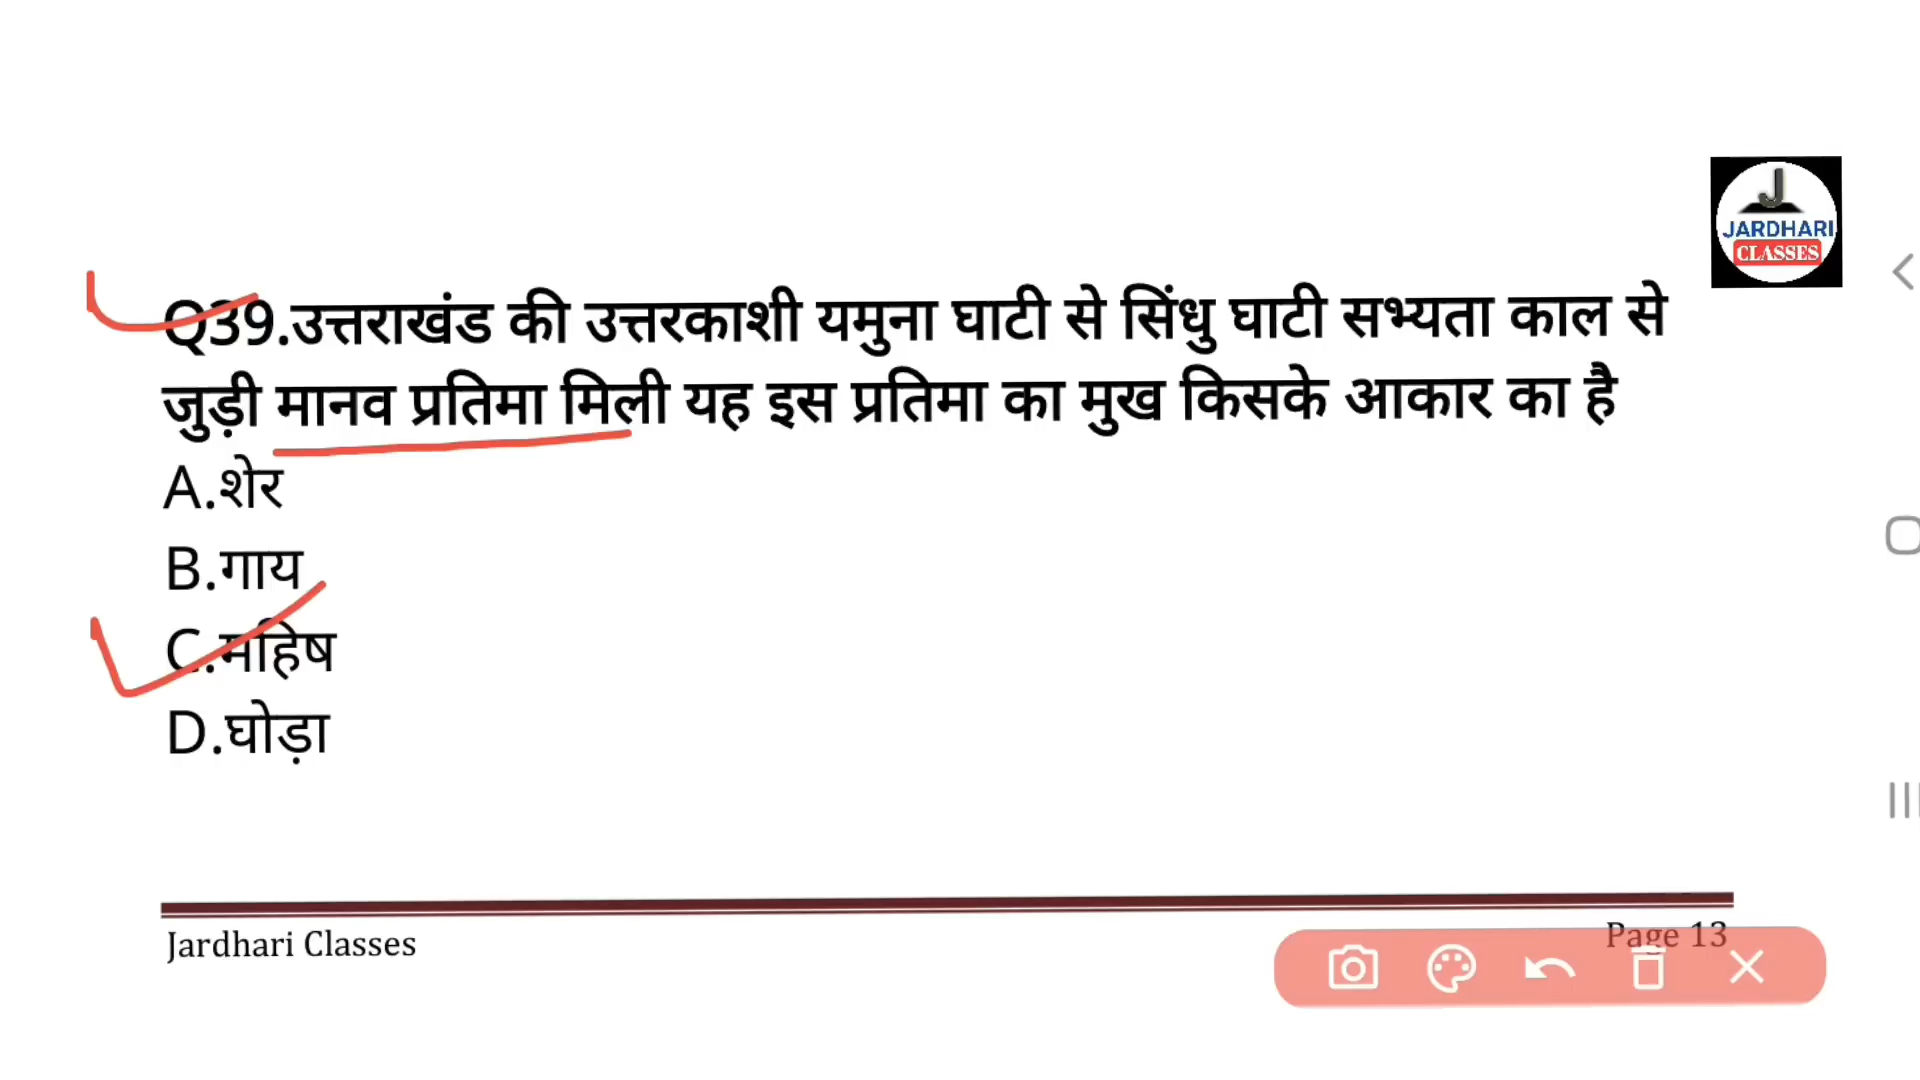 J
JARDHARI
CLASSES
Q39.उत्तराखंड की उत्तरकाशी यमुना घाटी से सिंधु घाटी सभ्यता काल से
जुड़ी मानव प्रतिमा मिली यह इस प्रतिमा का मुख किसके आकार का है
A.शेर
B.गाय
C.महिष
D.घोड़ा
Jardhari Classes
Page 13